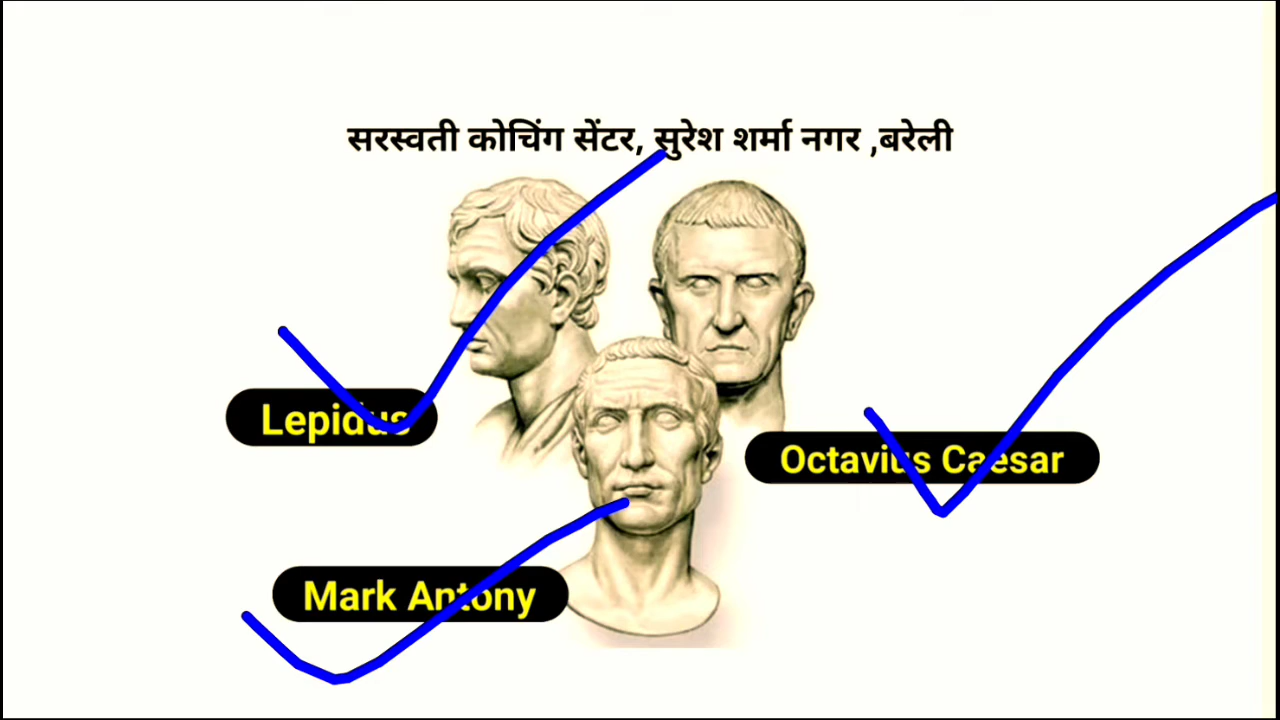 सरस्वती कोचिंग सेंटर, सुरेश शर्मा नगर ,बरेली
Lepidus
Octavius Caesar
Mark Antony